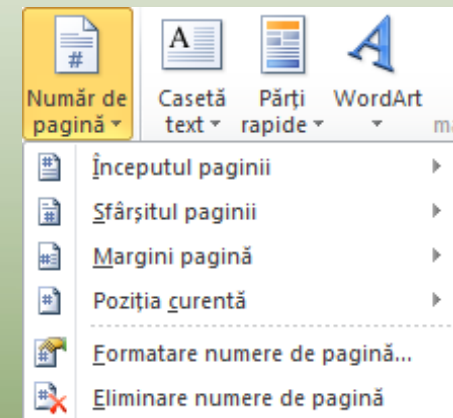 Număr de pagină
Casetă text
Părți rapide
WordArt
Începutul paginii
Sfârșitul paginii
Margini pagină
Poziția curentă
Formatare numere de pagină...
Eliminare numere de pagină